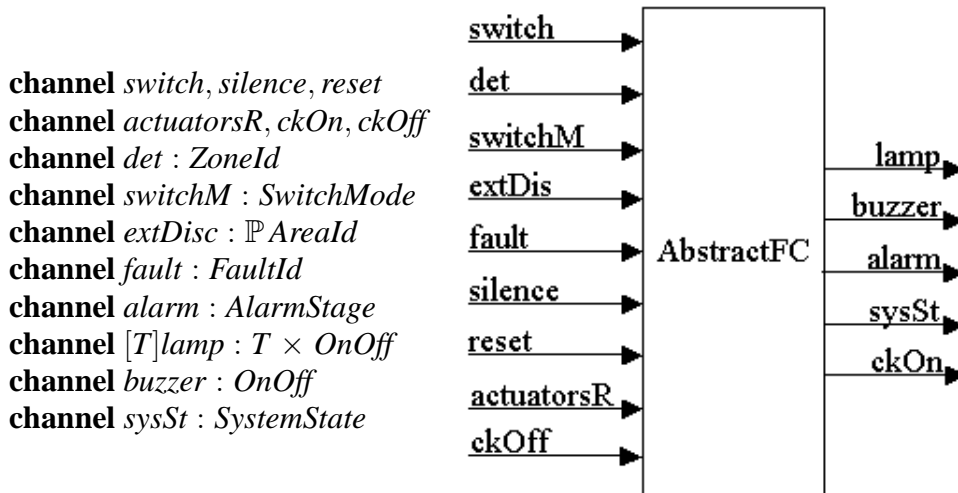 channel switch, silence, reset
channel actuatorsR, ckOn, ckOff
channel det : ZoneId
channel switchM : SwitchMode
channel extDisc : ℙ AreaId
channel fault : FaultId
channel alarm : AlarmStage
channel [T]lamp : T × OnOff
channel buzzer : OnOff
channel sysSt : SystemState
switch
det
switchM
extDis
fault
silence
reset
actuatorsR
ckOff
AbstractFC
lamp
buzzer
alarm
sysSt
ckOn